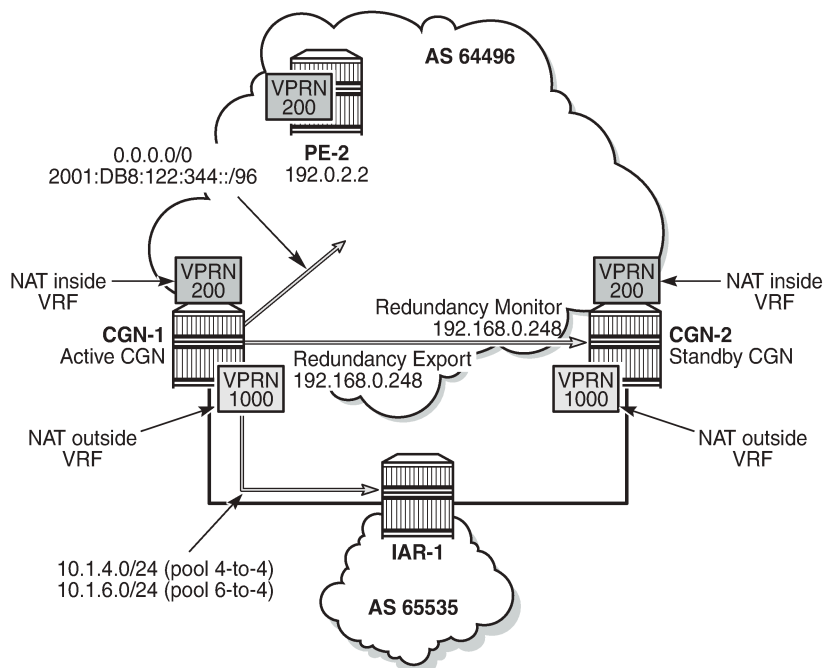 AS 64496
VPRN
200
PE-2
192.0.2.2
0.0.0.0/0
2001:DB8:122:344::/96
NAT inside
VRF
VPRN
200
VPRN
200
NAT inside
VRF
Redundancy Monitor
192.168.0.248
CGN-1
Active CGN
CGN-2
Standby CGN
Redundancy Export
192.168.0.248
VPRN
1000
VPRN
1000
NAT outside
VRF
NAT outside
VRF
IAR-1
10.1.4.0/24 (pool 4-to-4)
10.1.6.0/24 (pool 6-to-4)
AS 65535